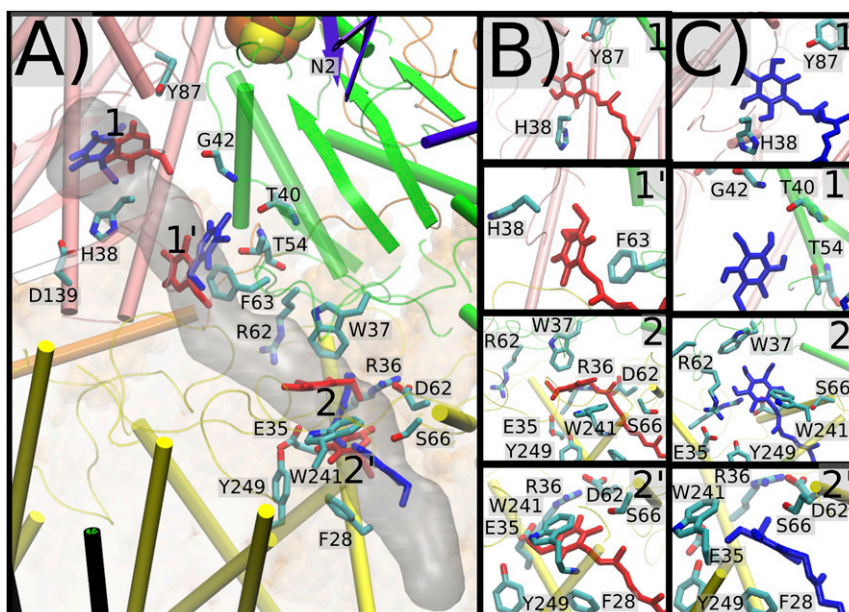 A)
Y87
N2
1
G42
T40
H38
1'
T54
D139
F63
R62
W37
R36
D62
2
E35
S66
W241
2'
Y249
F28
B)
1
Y87
H38
1'
H38
F63
2
W37
R62
R36
D62
E35
W241
S66
Y249
2'
R36
D62
W241
S66
E35
Y249
F28
C)
1
Y87
H38
1'
G42
T40
T54
2
W37
R62
S66
W241
E35
Y249
2'
R36
W241
D62
S66
E35
Y249
F28